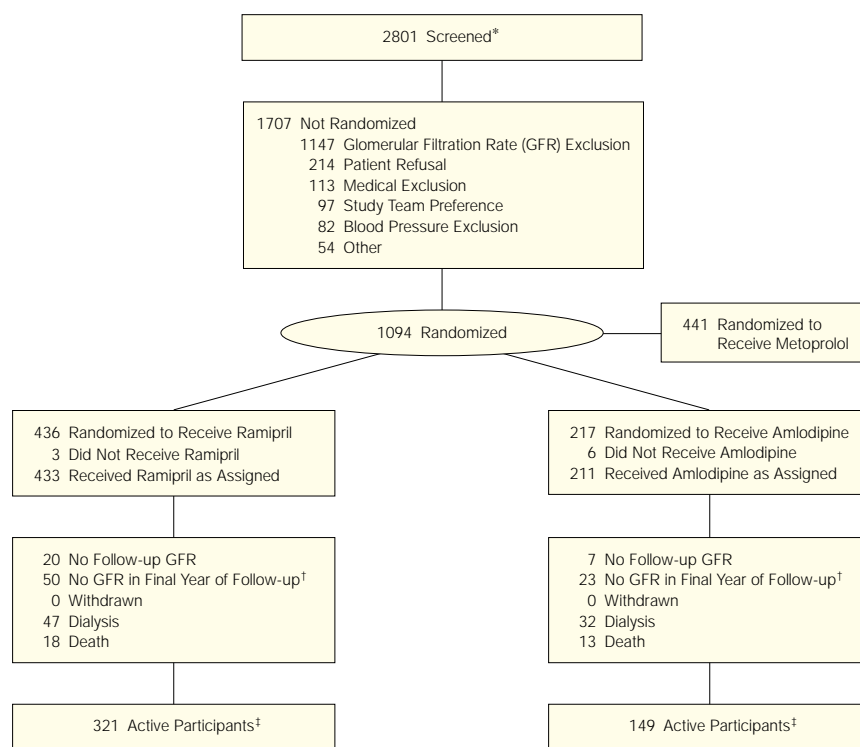 2801 Screened*
1707 Not Randomized
1147 Glomerular Filtration Rate (GFR) Exclusion
214 Patient Refusal
113 Medical Exclusion
97 Study Team Preference
82 Blood Pressure Exclusion
54 Other
1094 Randomized
441 Randomized to
Receive Metoprolol
436 Randomized to Receive Ramipril
3 Did Not Receive Ramipril
433 Received Ramipril as Assigned
217 Randomized to Receive Amlodipine
6 Did Not Receive Amlodipine
211 Received Amlodipine as Assigned
20 No Follow-up GFR
50 No GFR in Final Year of Follow-up†
0 Withdrawn
47 Dialysis
18 Death
7 No Follow-up GFR
23 No GFR in Final Year of Follow-up†
0 Withdrawn
32 Dialysis
13 Death
321 Active Participants‡
149 Active Participants‡